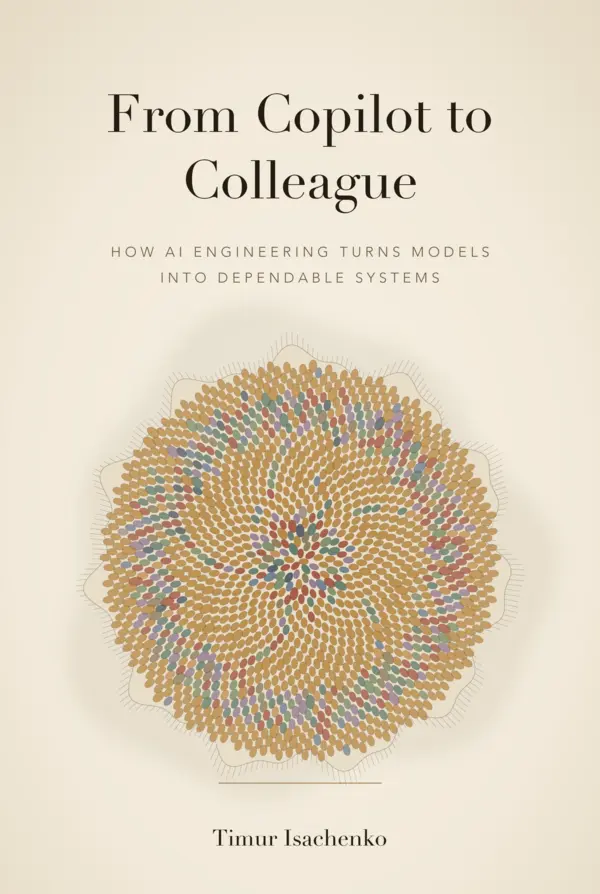 From Copilot to
Colleague
HOW AI ENGINEERING TURNS MODELS
INTO DEPENDABLE SYSTEMS
Timur Isachenko